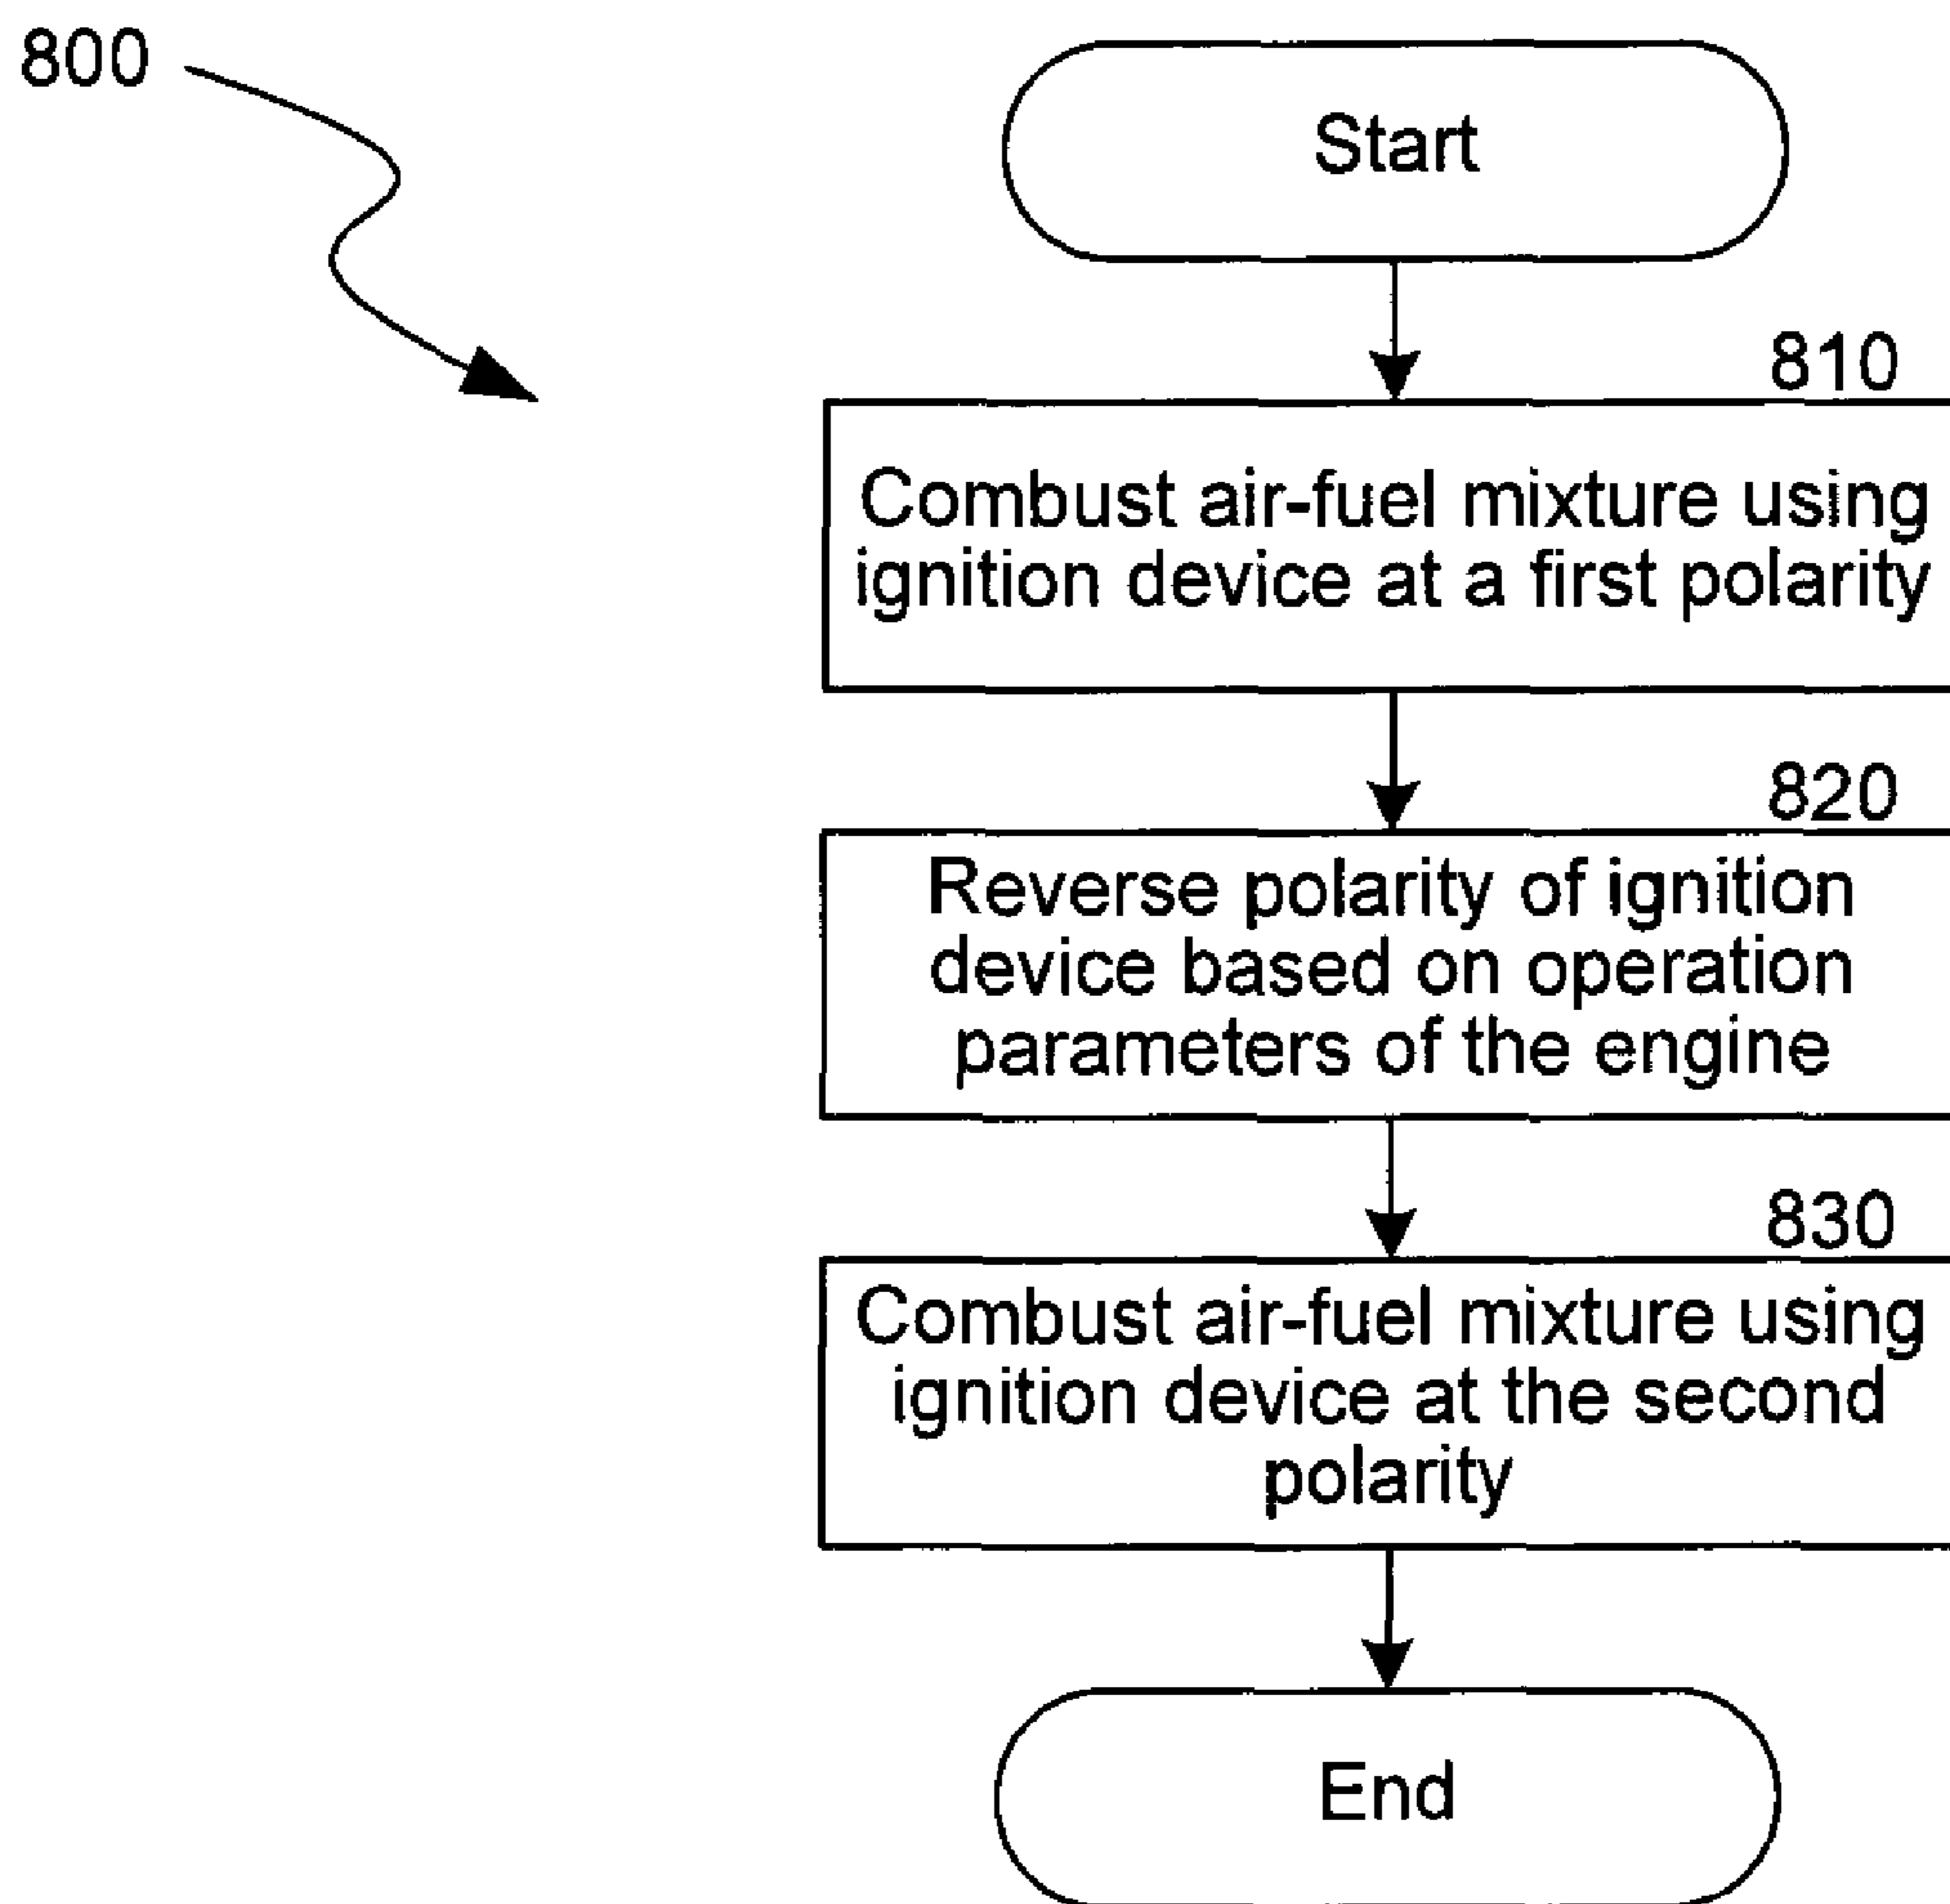 800
Start
810
Combust air-fuel mixture using
ignition device at a first polarity
820
Reverse polarity of ignition
device based on operation
parameters of the engine
830
Combust air-fuel mixture using
ignition device at the second
polarity
End